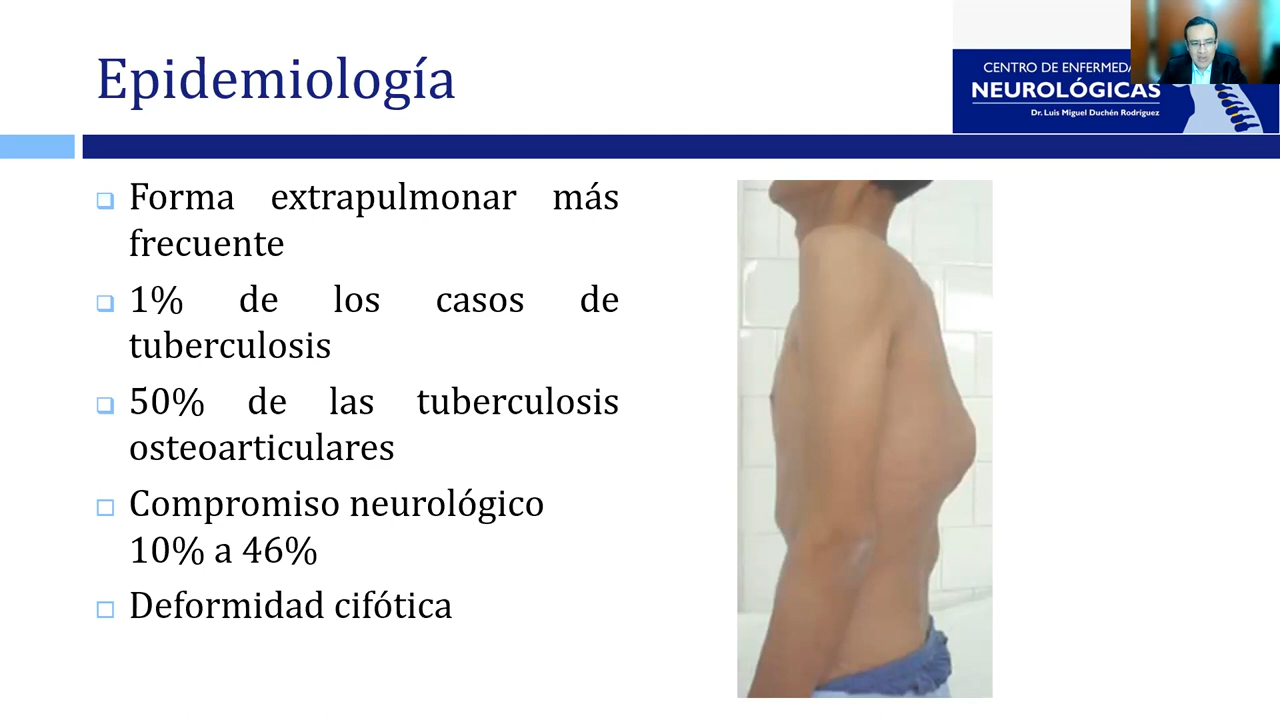 Epidemiología
CENTRO DE ENFERMEDA
NEUROLÓGICAS
Dr. Luis Miguel Duchén Rodríguez
Forma extrapulmonar más
frecuente
1% de los casos de
tuberculosis
50% de las tuberculosis
osteoarticulares
Compromiso neurológico
10% a 46%
Deformidad cifótica